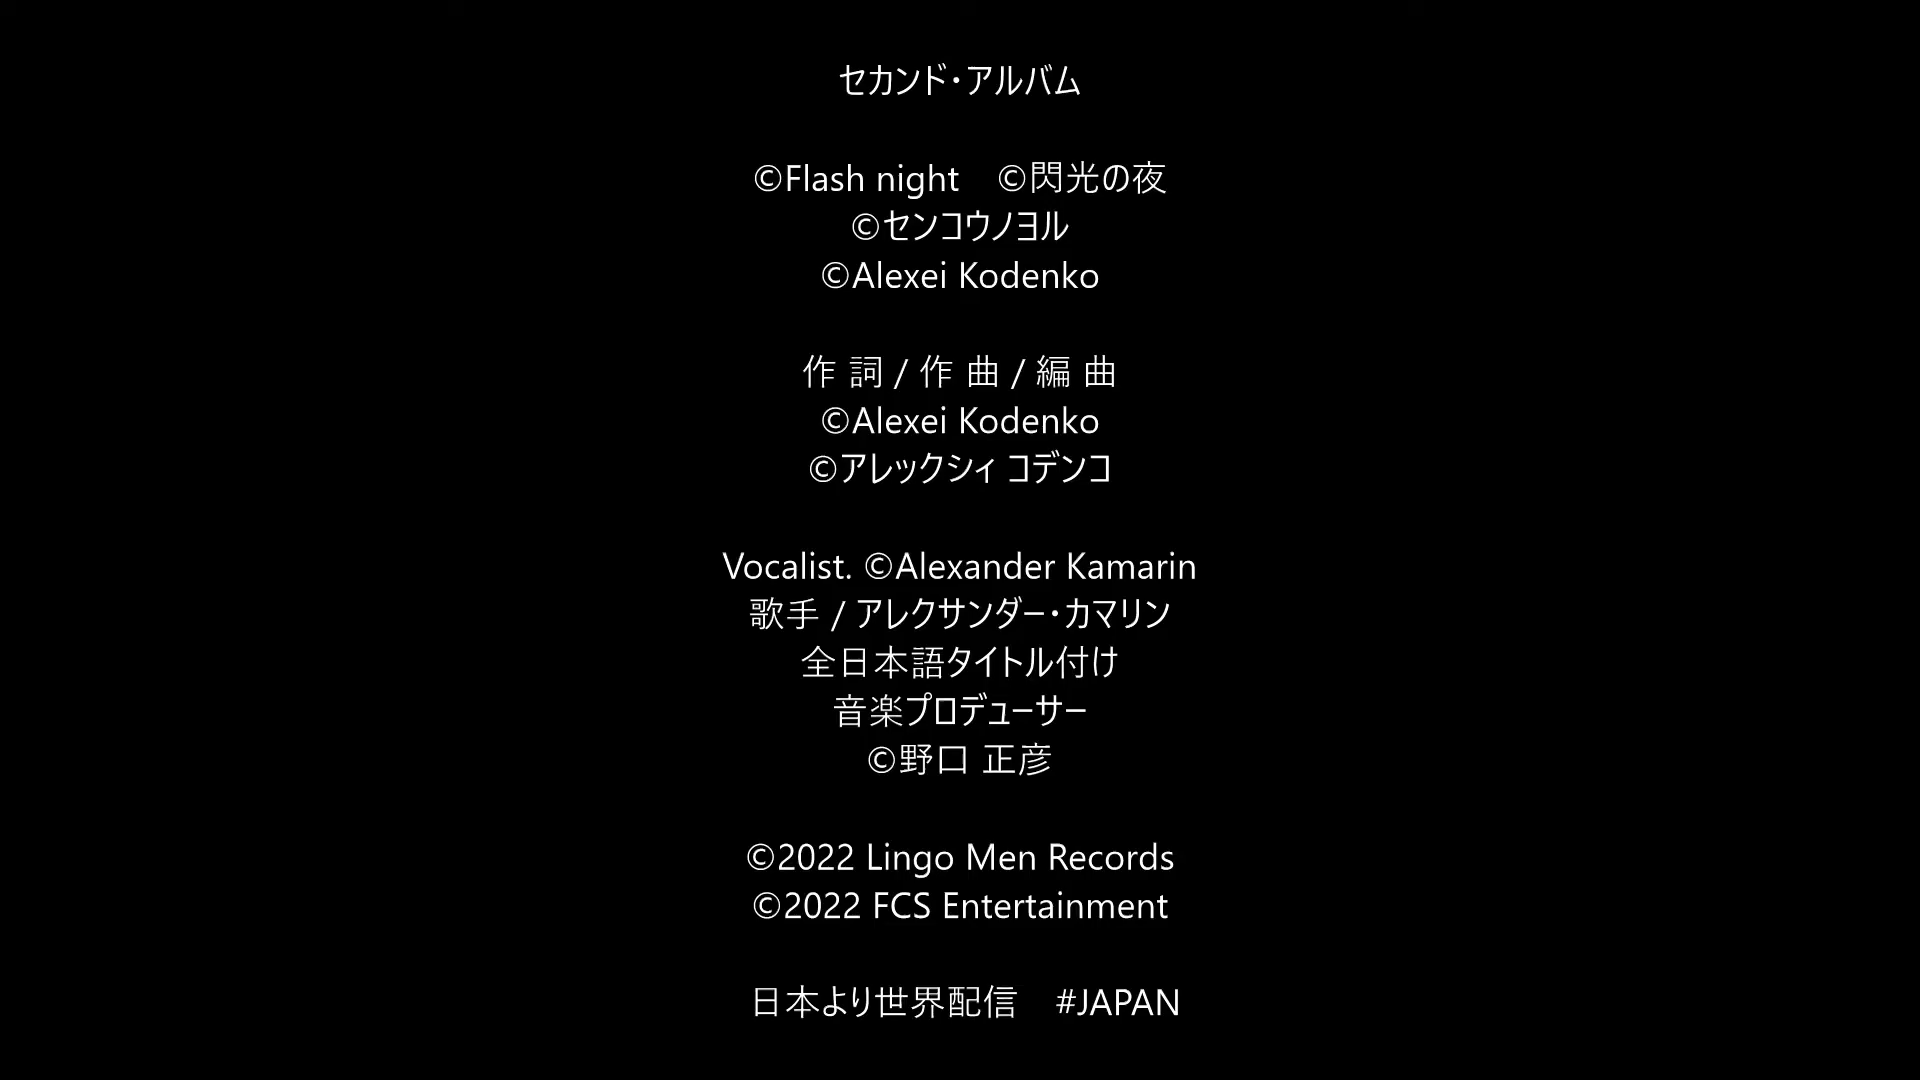 セカンド・アルバム
©Flash night　©閃光の夜
©センコウノヨル
©Alexei Kodenko
作 詞 / 作 曲 / 編 曲
©Alexei Kodenko
©アレックシィ コデンコ
Vocalist. ©Alexander Kamarin
歌手 / アレクサンダー・カマリン
全日本語タイトル付け
音楽プロデューサー
©野口 正彦
©2022 Lingo Men Records
©2022 FCS Entertainment
日本より世界配信　#JAPAN